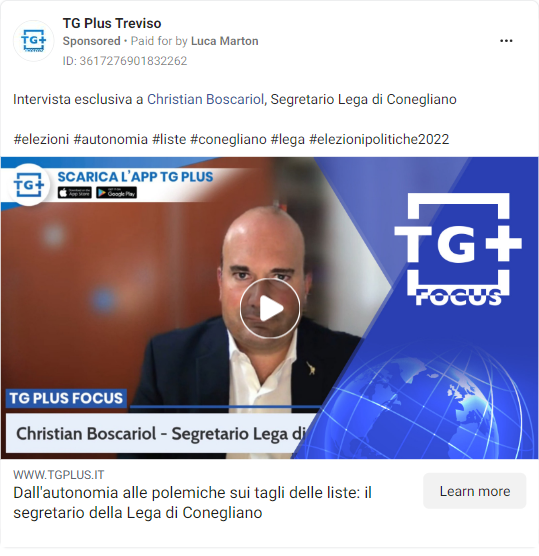 TG Plus Treviso
Sponsored • Paid for by Luca Marton
ID: 3617276901832262
Intervista esclusiva a Christian Boscariol, Segretario Lega di Conegliano
#elezioni #autonomia #liste #conegliano #lega #elezionipolitiche2022
TG+
SCARICA L'APP TG PLUS
App Store
Google Play
TG+
FOCUS
TG PLUS FOCUS
Christian Boscariol - Segretario Lega di
WWW.TGPLUS.IT
Dall'autonomia alle polemiche sui tagli delle liste: il
segretario della Lega di Conegliano
Learn more